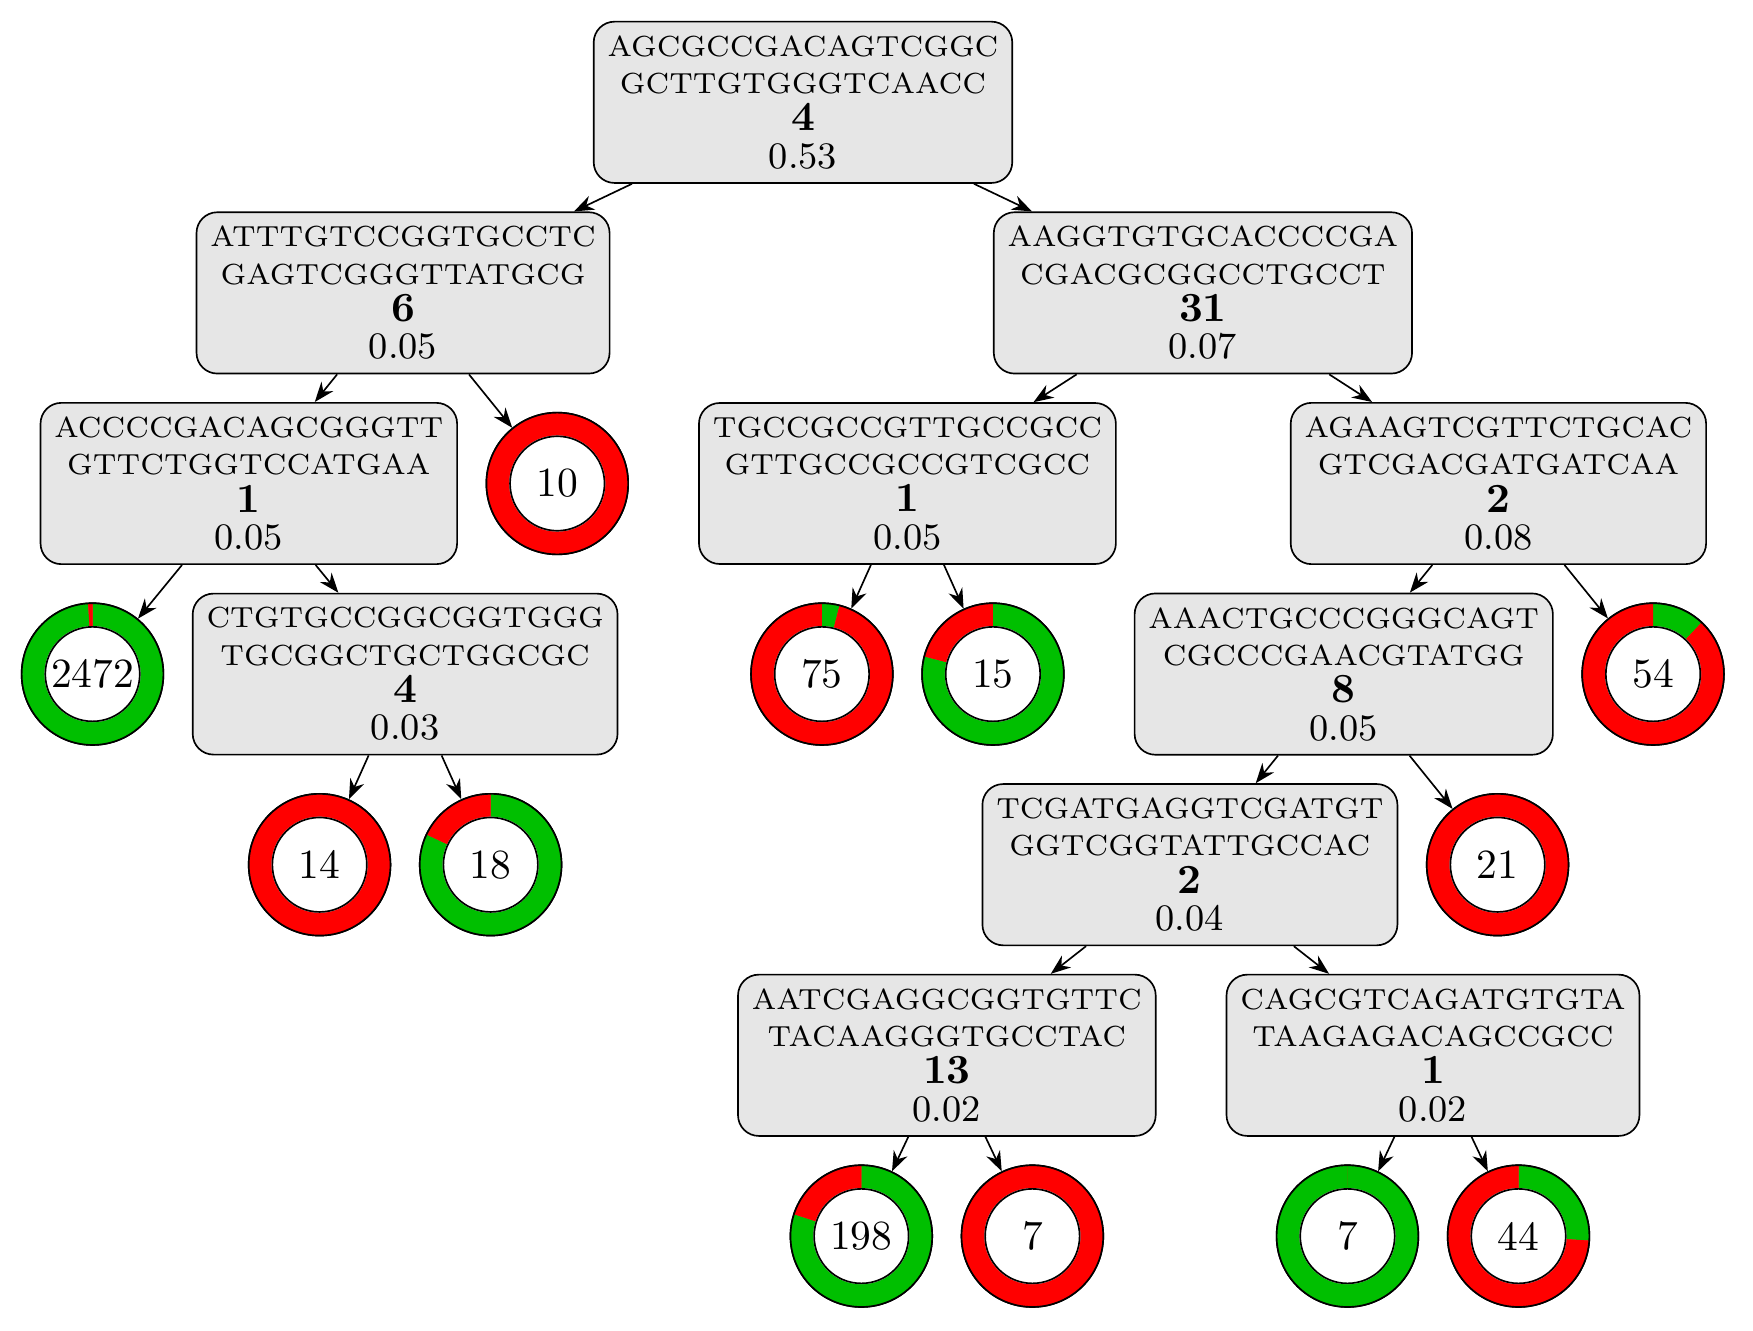 AGCGCCGACAGTCGGC
GCTTGTGGGTCAACC
4
0.53
ATTTGTCCGGTGCCTC
GAGTCGGGTTATGCG
6
0.05
AAGGTGTGCACCCCGA
CGACGCGGCCTGCCT
31
0.07
ACCCCGACAGCGGGTT
GTTCTGGTCCATGAA
1
0.05
10
TGCCGCCGTTGCCGCC
GTTGCCGCCGTCGCC
1
0.05
AGAAGTCGTTCTGCAC
GTCGACGATGATCAA
2
0.08
2472
CTGTGCCGGCGGTGGG
TGCGGCTGCTGGCGC
4
0.03
75
15
AAACTGCCCGGGCAGT
CGCCCGAACGTATGG
8
0.05
54
14
18
TCGATGAGGTCGATGT
GGTCGGTATTGCCAC
2
0.04
21
AATCGAGGCGGTGTTC
TACAAGGGTGCCTAC
13
0.02
CAGCGTCAGATGTGTA
TAAGAGACAGCCGCC
1
0.02
198
7
7
44